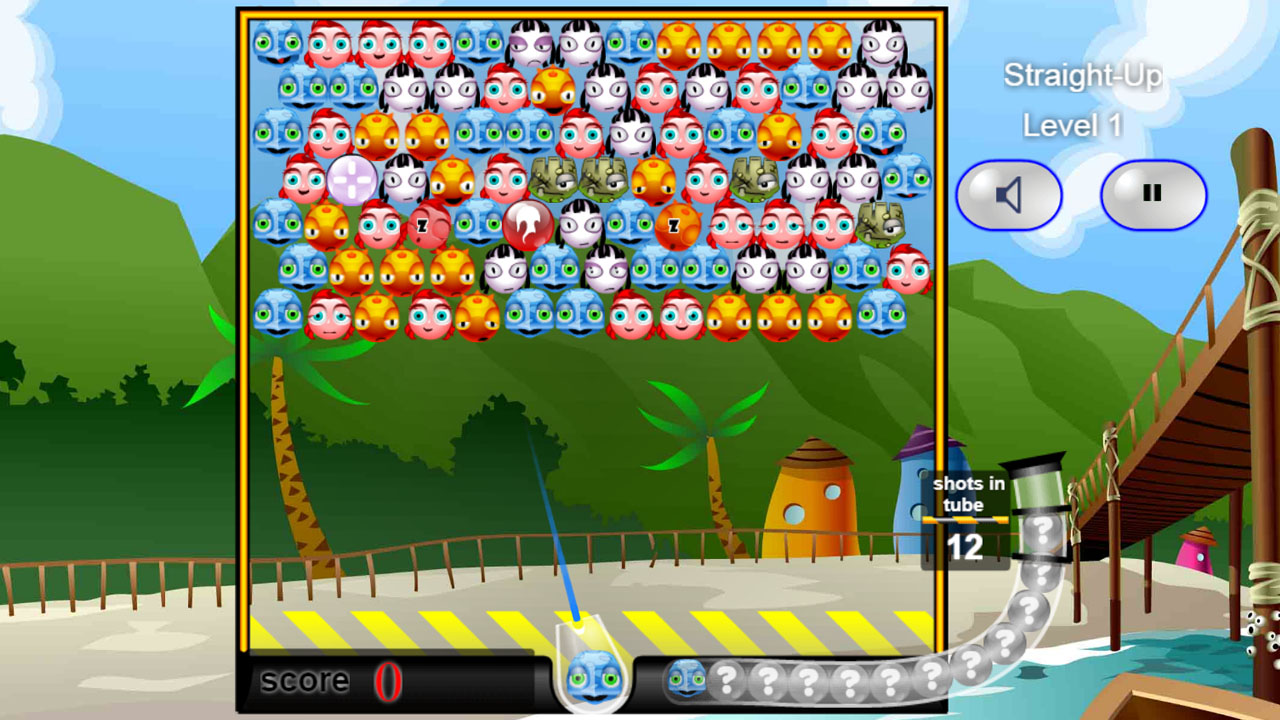 Straight-Up
Level 1
z
z
shots in
tube
12
? ? ? ? ? ? ? ? ? ? ?
score 0